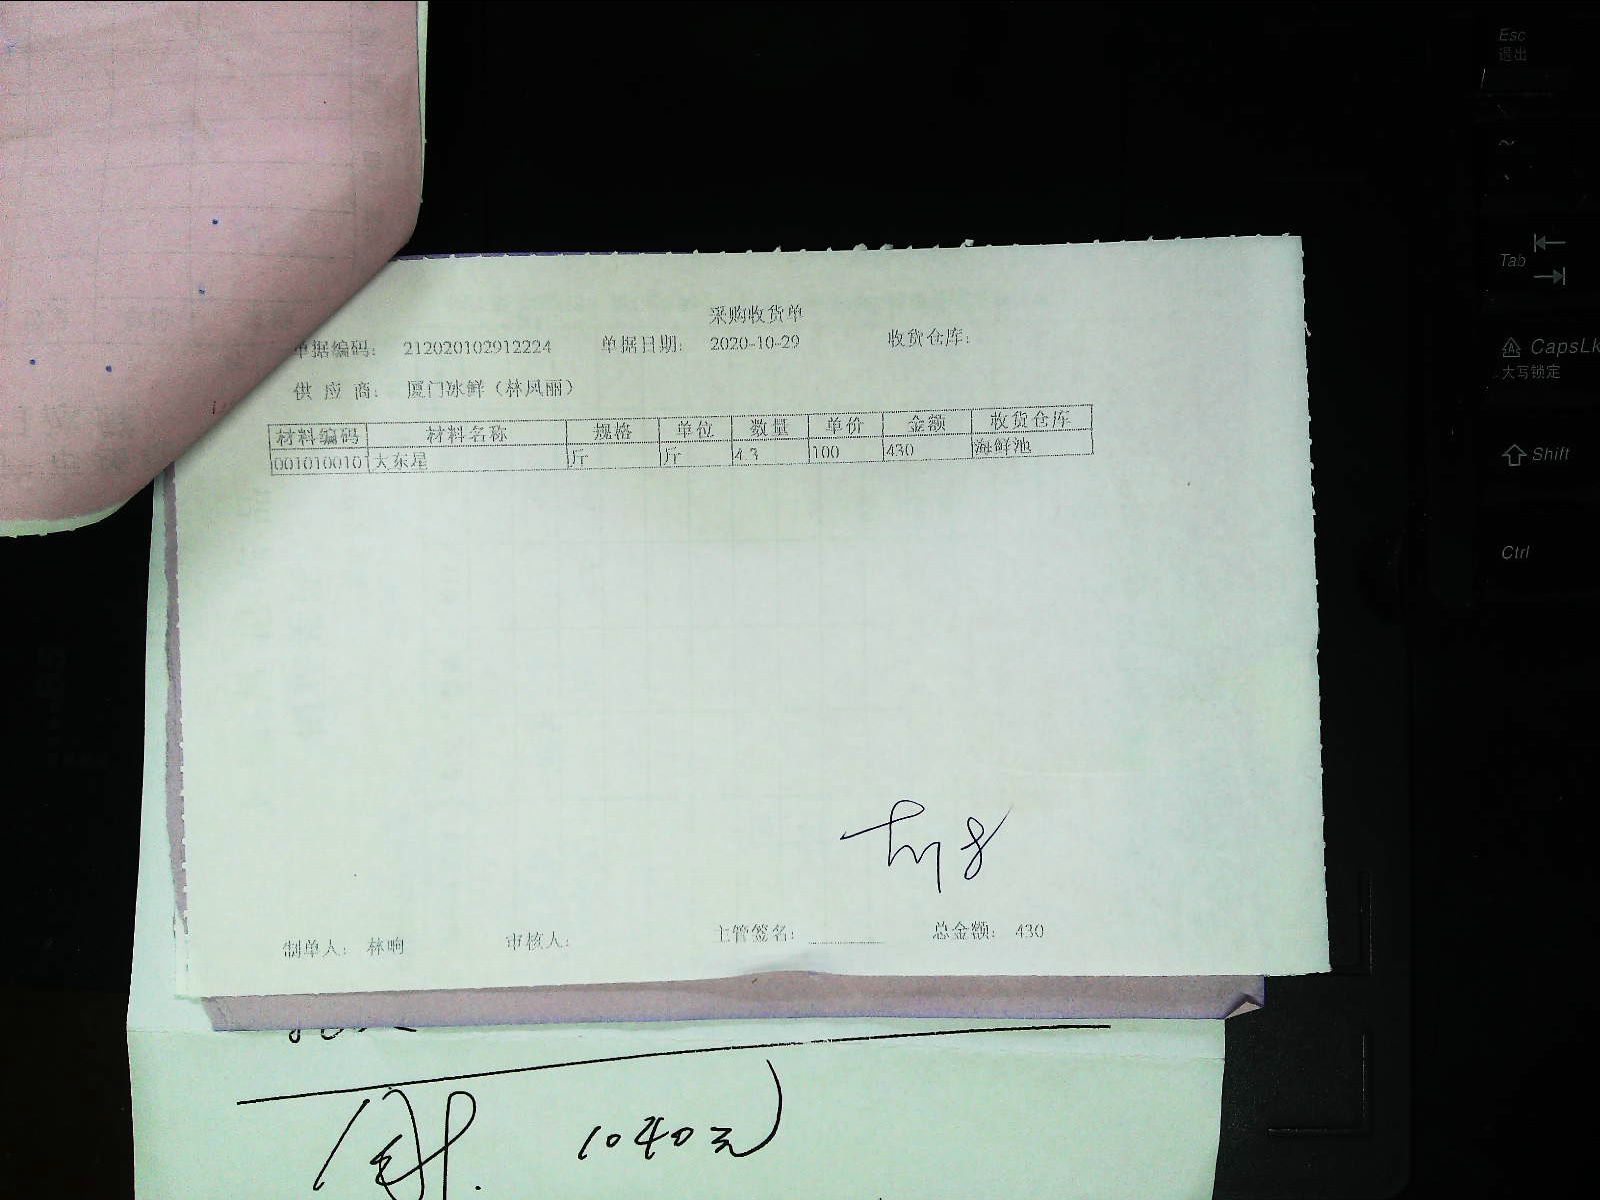 采购收货单
单据编码: 212020102912224 单据日期: 2020-10-29 收货仓库:
供 应 商: 厦门冰鲜（林凤丽）
材料编码 材料名称 规格 单位 数量 单价 金额 收货仓库
001010010 大东星 斤 斤 4.3 100 430 海鲜池
制单人: 林晌 审核人: 主管签名: 总金额: 430
1040元
Esc
退出
~
Tab
CapsLk
大写锁定
Shift
Ctrl